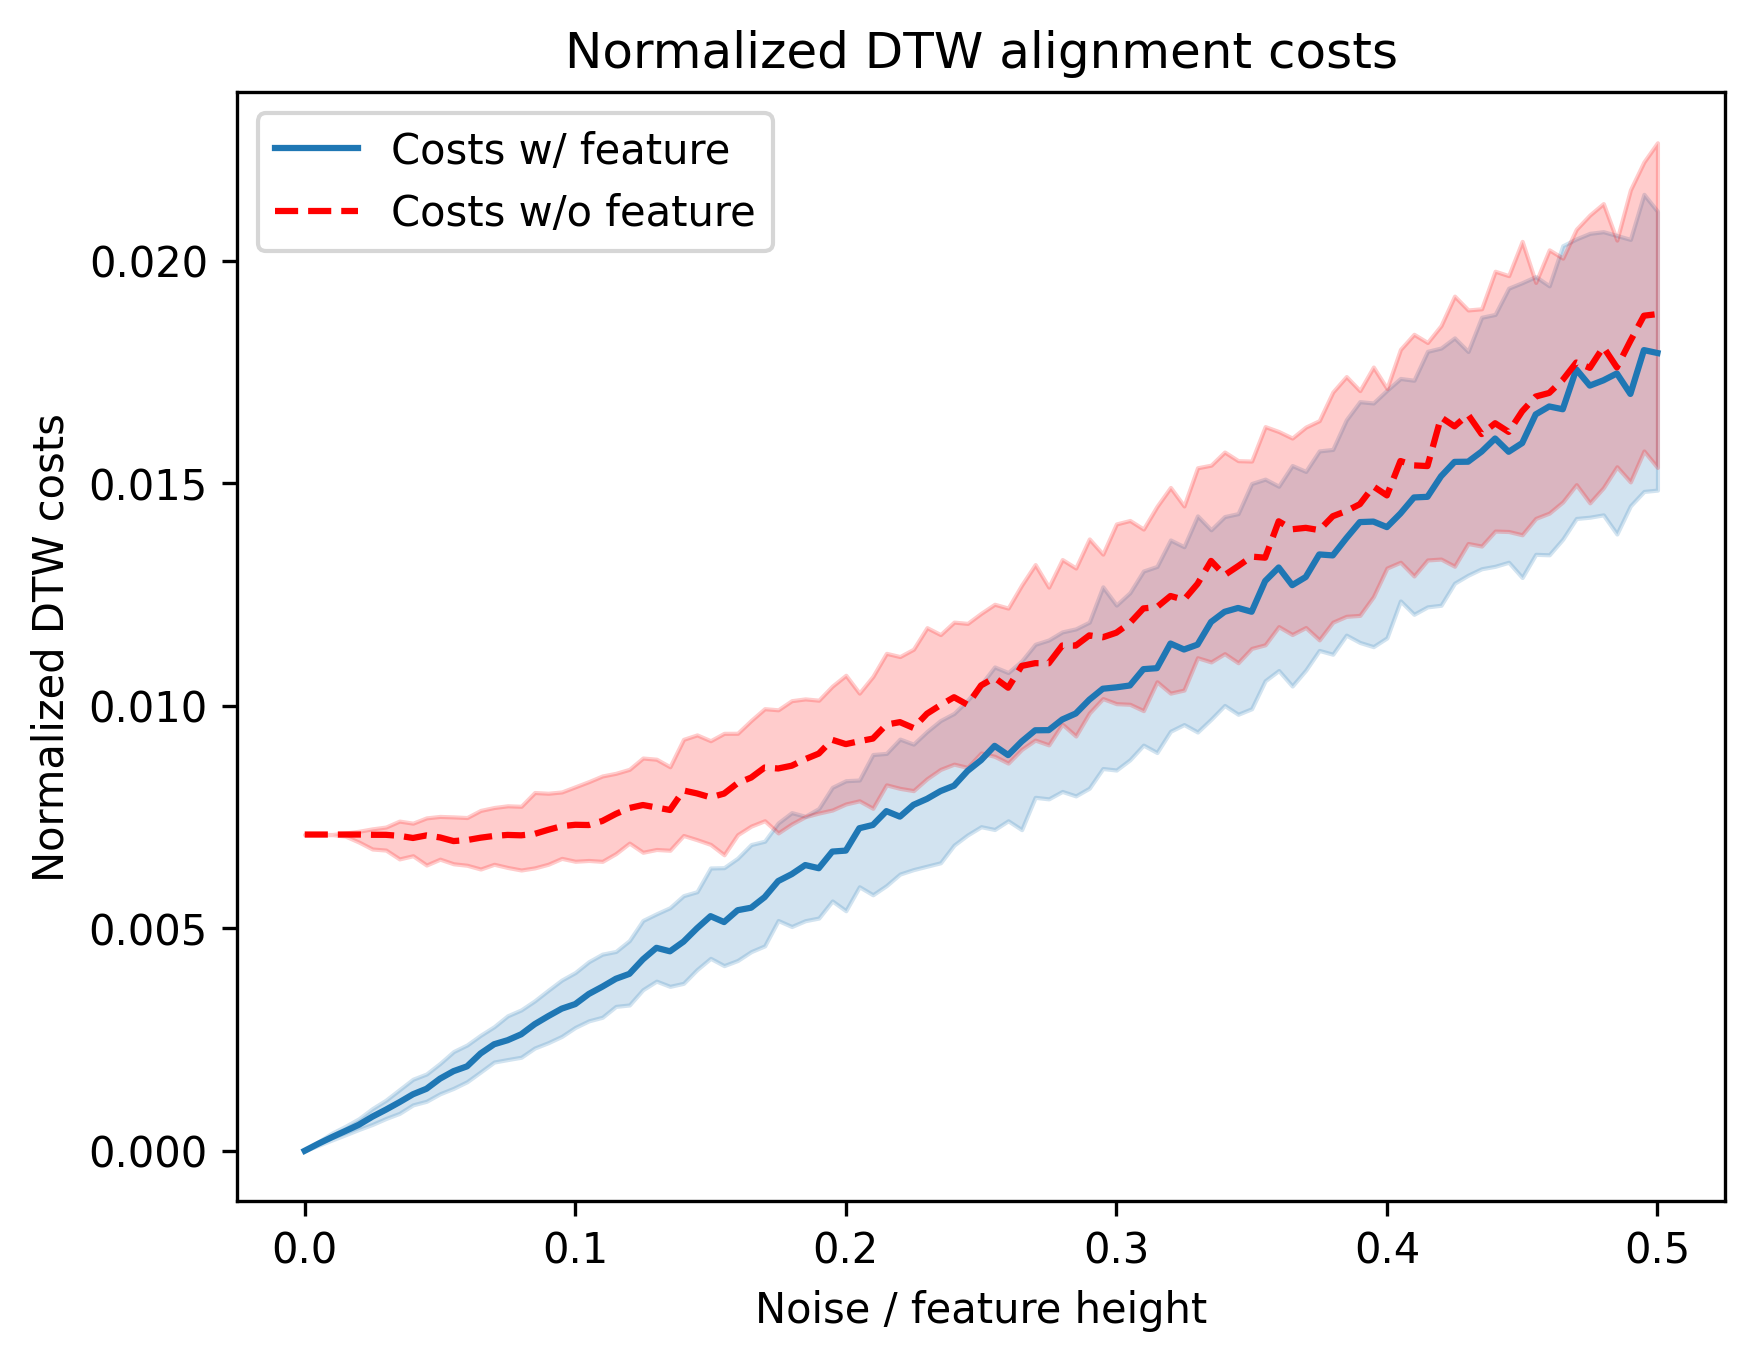 Normalized DTW alignment costs
Costs w/ feature
Costs w/o feature
Normalized DTW costs
0.020
0.015
0.010
0.005
0.000
0.0 0.1 0.2 0.3 0.4 0.5
Noise / feature height